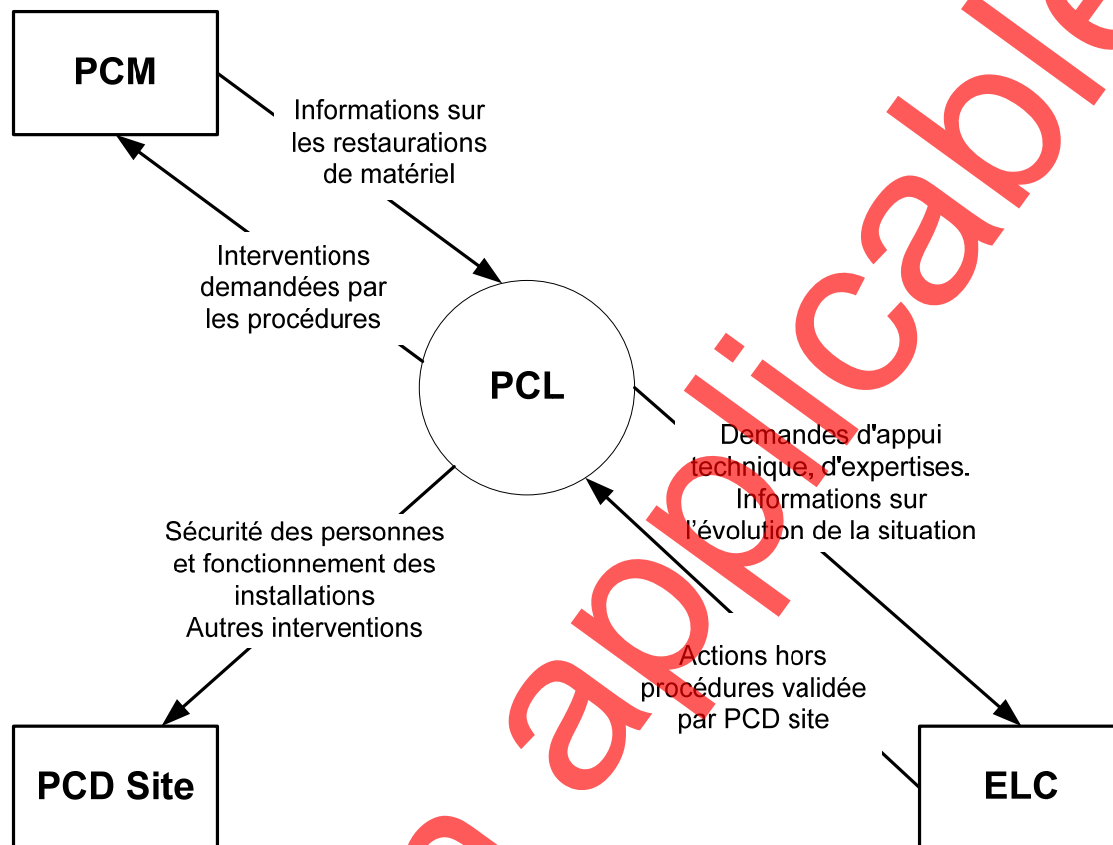 PCM
Informations sur
les restaurations
de matériel
Interventions
demandées par
les procédures
PCL
Demandes d'appui
technique, d'expertises.
Informations sur
l'évolution de la situation
Sécurité des personnes
et fonctionnement des
installations
Autres interventions
Actions hors
procédures validée
par PCD site
PCD Site
ELC
applicable